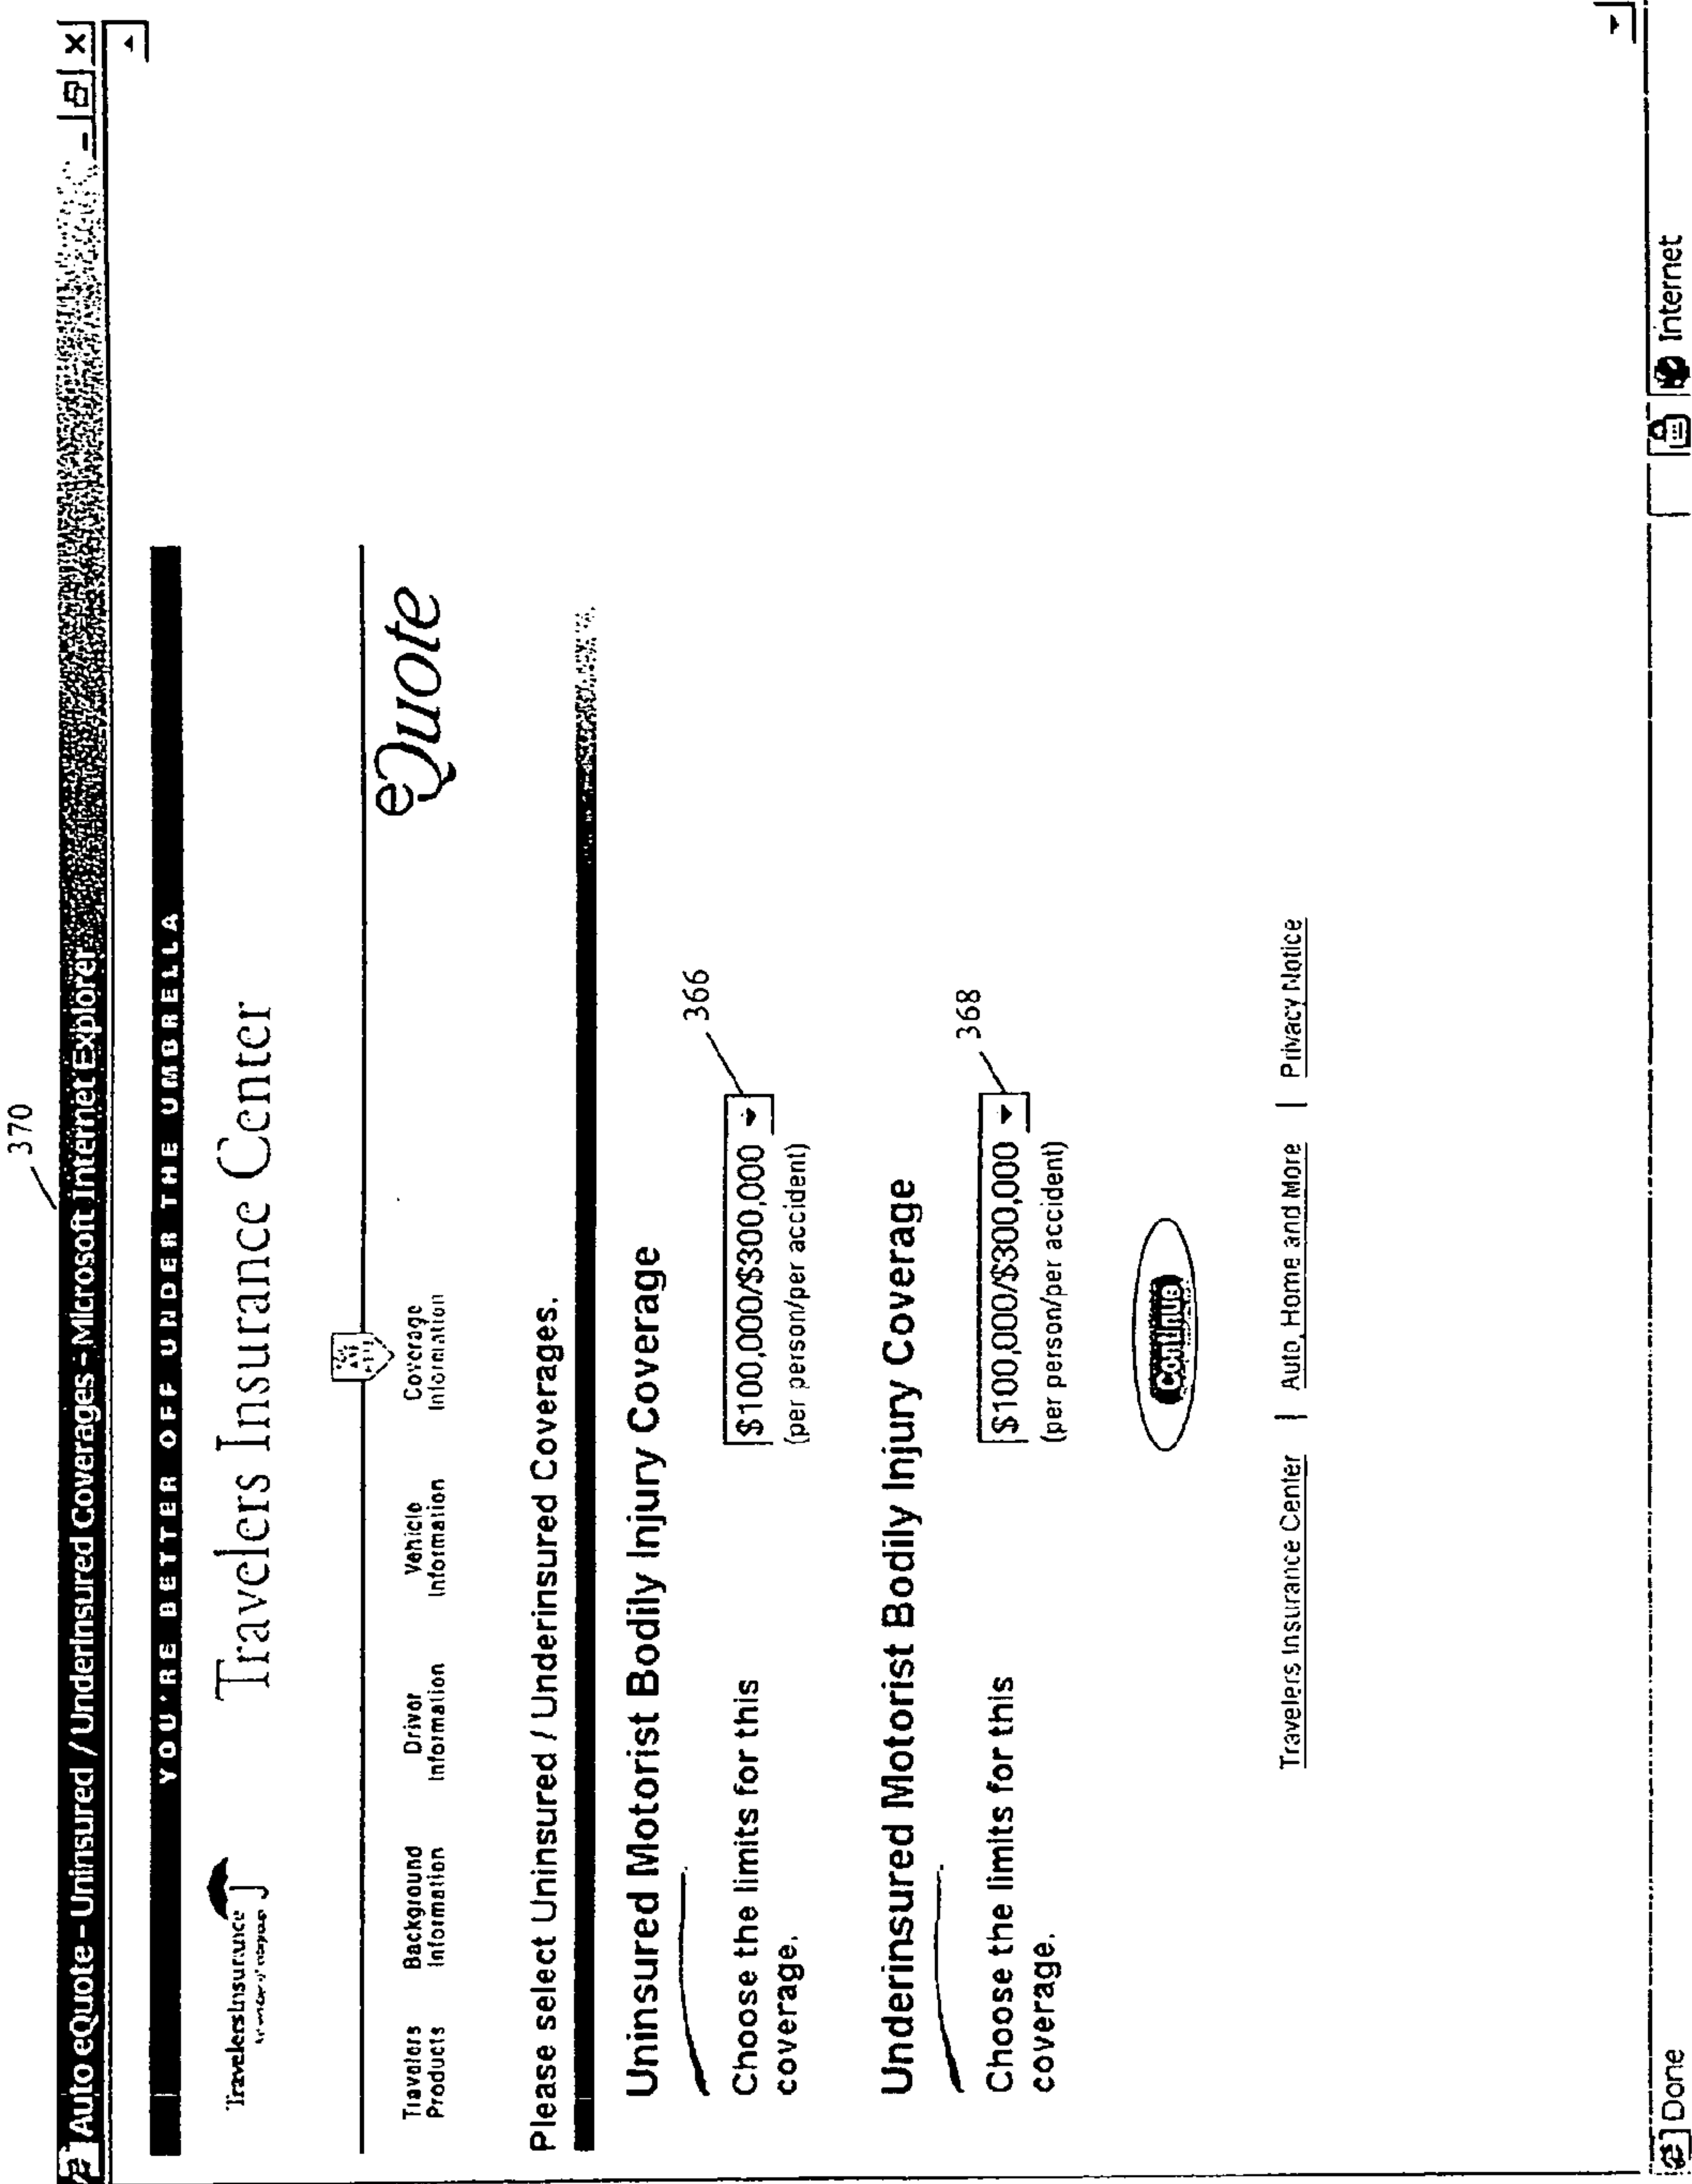 370
Auto eQuote - Uninsured / Underinsured Coverages - Microsoft Internet Explorer
YOU'RE BETTER OFF UNDER THE UMBRELLA
TravelersInsurance
Travelers Insurance Center
Travelers Products
Background Information
Driver Information
Vehicle Information
Coverage Information
eQuote
Please select Uninsured / Underinsured Coverages.
Uninsured Motorist Bodily Injury Coverage
366
Choose the limits for this
$100,000/$300,000
coverage.
(per person/per accident)
Underinsured Motorist Bodily Injury Coverage
368
Choose the limits for this
$100,000/$300,000
coverage.
(per person/per accident)
Continue
Travelers Insurance Center | Auto, Home and More | Privacy Notice
Done
Internet